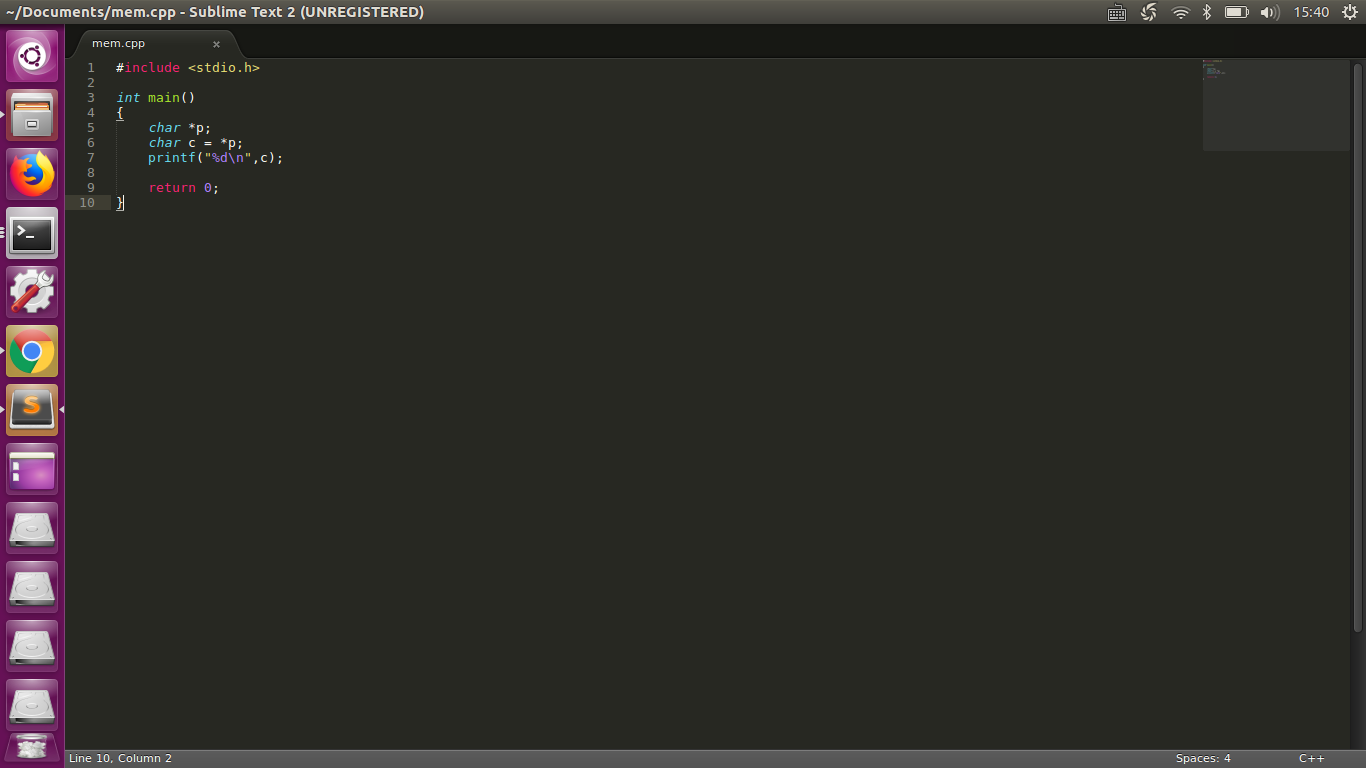 ~/Documents/mem.cpp - Sublime Text 2 (UNREGISTERED) 15:40
mem.cpp ×
1 #include <stdio.h>
2
3 int main()
4 {
5     char *p;
6     char c = *p;
7     printf("%d\n",c);
8
9     return 0;
10 }
Line 10, Column 2 Spaces: 4 C++